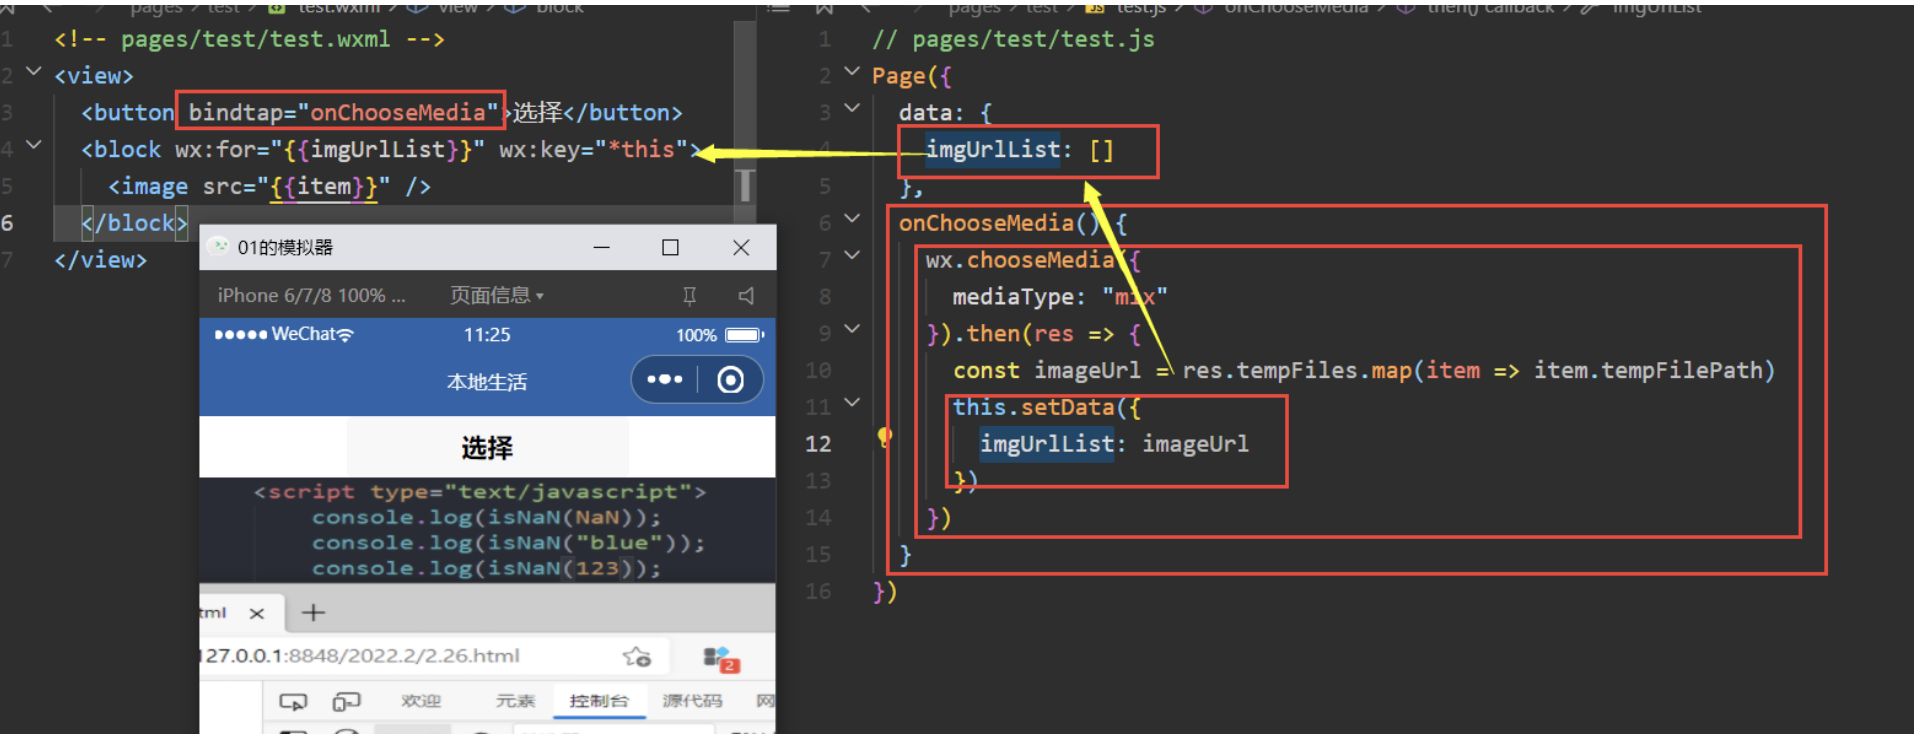 pages / test / test.wxml / view / block
1 <!-- pages/test/test.wxml -->
2 <view>
3 <button bindtap="onChooseMedia">选择</button>
4 <block wx:for="{{imgUrlList}}" wx:key="*this">
5 <image src="{{item}}" />
6 </block>
7 </view>
pages / test / test.js / onChooseMedia / then() callback / imgUrlList
1 // pages/test/test.js
2 Page({
3 data: {
4 imgUrlList: []
5 },
6 onChooseMedia() {
7 wx.chooseMedia({
8 mediaType: "mix"
9 }).then(res => {
10 const imageUrl = res.tempFiles.map(item => item.tempFilePath)
11 this.setData({
12 imgUrlList: imageUrl
13 })
14 })
15 }
16 })
01的模拟器
iPhone 6/7/8 100% ... 页面信息
WeChat 11:25 100%
本地生活
选择
<script type="text/javascript">
console.log(isNaN(NaN));
console.log(isNaN("blue"));
console.log(isNaN(123));
tml
127.0.0.1:8848/2022.2/2.26.html 2
欢迎 元素 控制台 源代码 网